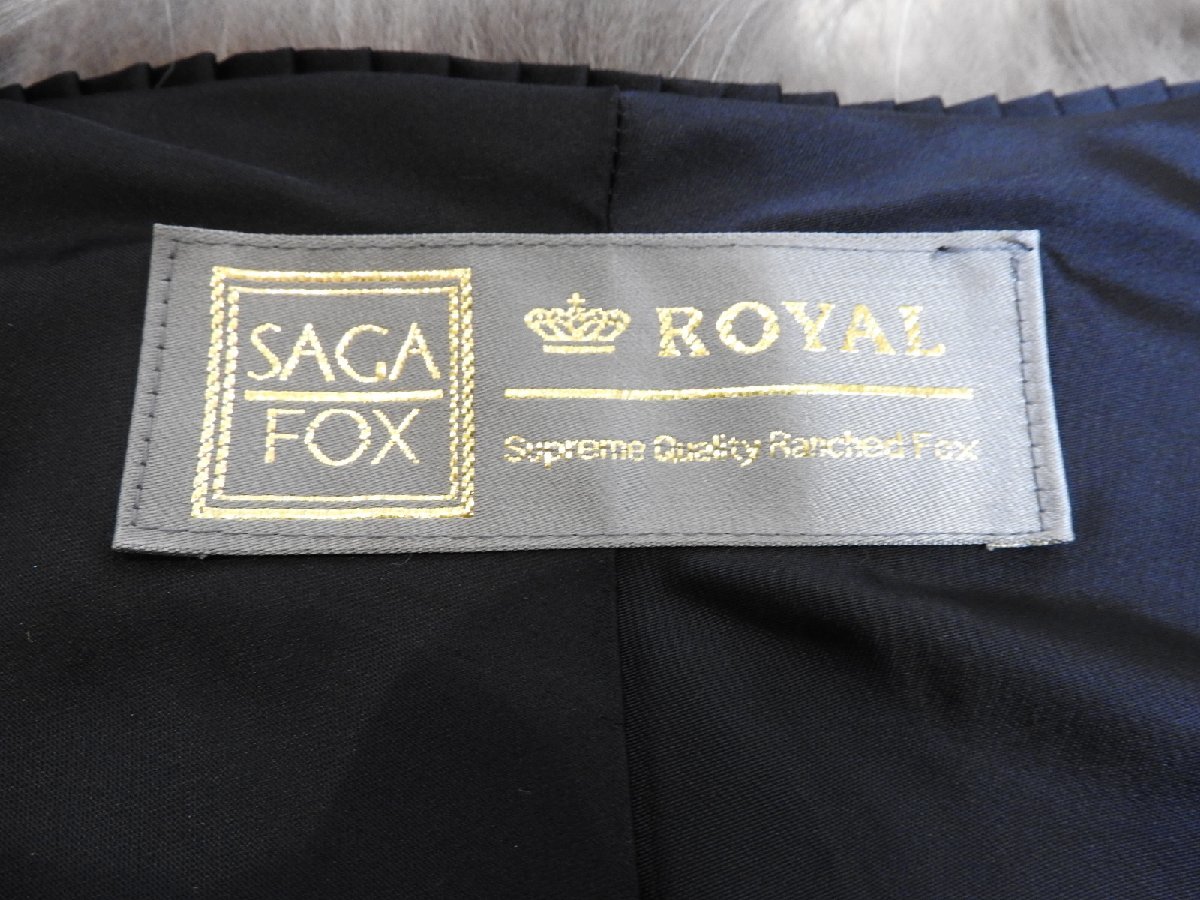 SAGA
FOX
ROYAL
Supreme Quality Ranched Fox